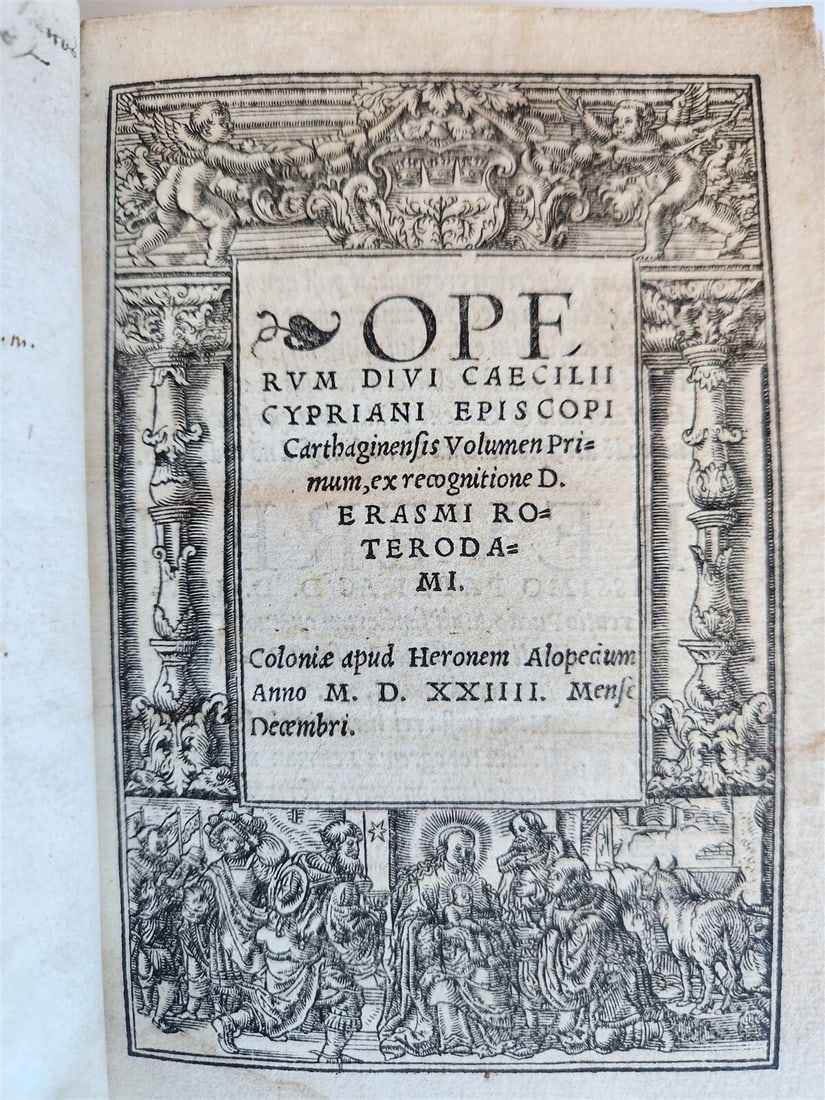 OPE
RVM DIVI CAECILII
CYPRIANI EPISCOPI
Carthaginenſis Volumen Pri=
mum, ex recognitione D.
ERASMI RO=
TERODA=
MI.
Coloniæ apud Heronem Alopecium
Anno M. D. XXIIII. Menſe
Decembri.